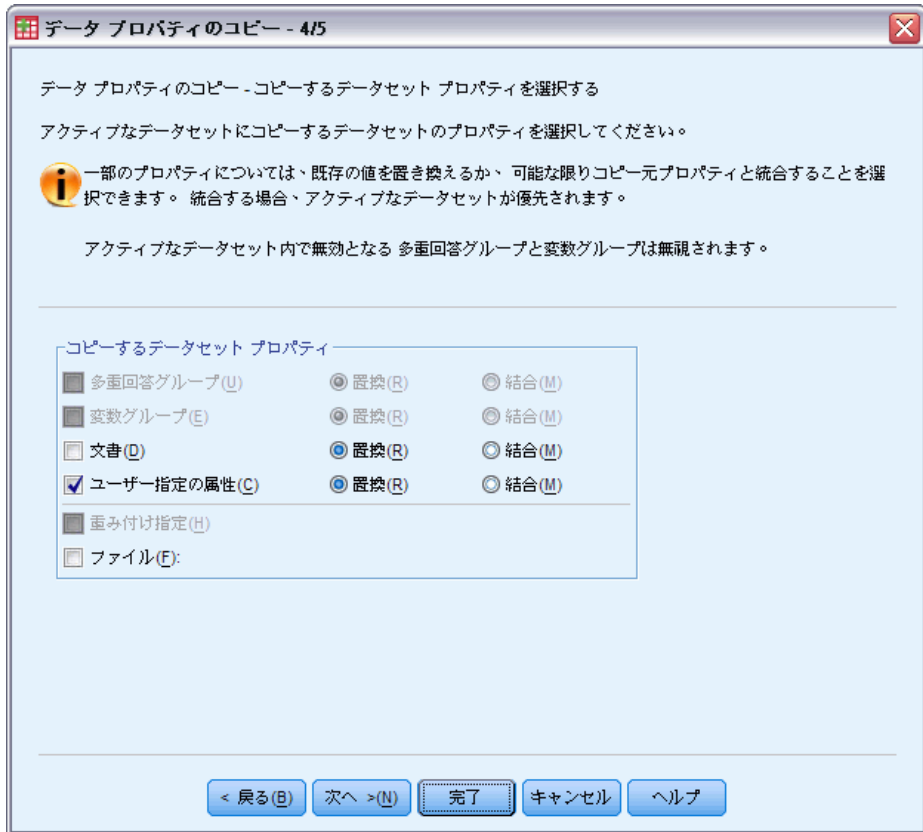 データ プロパティのコピー - 4/5
データ プロパティのコピー - コピーするデータセット プロパティを選択する
アクティブなデータセットにコピーするデータセットのプロパティを選択してください。
一部のプロパティについては、既存の値を置き換えるか、 可能な限りコピー元プロパティと統合することを選
択できます。 統合する場合、アクティブなデータセットが優先されます。
アクティブなデータセット内で無効となる 多重回答グループと変数グループは無視されます。
コピーするデータセット プロパティ
多重回答グループ(U) 置換(R) 結合(M)
変数グループ(E) 置換(R) 結合(M)
文書(D) 置換(R) 結合(M)
ユーザー指定の属性(C) 置換(R) 結合(M)
重み付け指定(H)
ファイル(F):
< 戻る(B) 次へ >(N) 完了 キャンセル ヘルプ